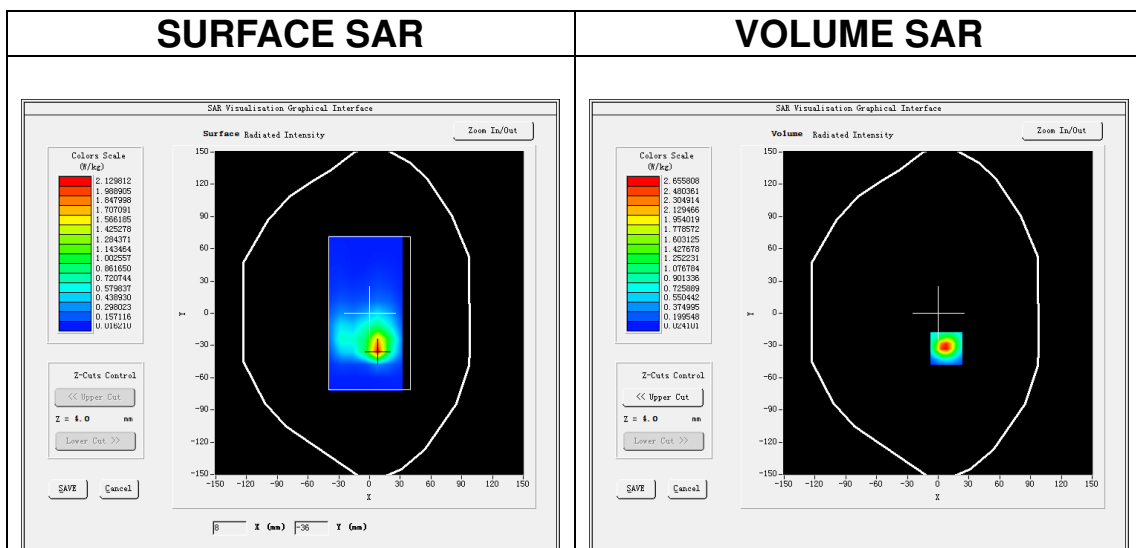 SURFACE SAR
SAR Visualisation Graphical Interface
Surface Radiated Intensity
Zoom In/Out
Colors Scale
(W/kg)
2.129812
1.988905
1.847998
1.707091
1.566185
1.425278
1.284371
1.143464
1.002557
0.861650
0.720744
0.579837
0.438930
0.298023
0.157116
0.016210
Z-Cuts Control
<< Upper Cut
Z = 4.0 mm
Lower Cut >>
SAVE Cancel
150
120
90
60
30
0
-30
-60
-90
-120
-150
Y
-150 -120 -90 -60 -30 0 30 60 90 120 150
X
8 X (mm) -36 Y (mm)
VOLUME SAR
SAR Visualisation Graphical Interface
Volume Radiated Intensity
Zoom In/Out
Colors Scale
(W/kg)
2.655808
2.480361
2.304914
2.129466
1.954019
1.778572
1.603125
1.427678
1.252231
1.076784
0.901336
0.725889
0.550442
0.374995
0.199548
0.024101
Z-Cuts Control
<< Upper Cut
Z = 4.0 mm
Lower Cut >>
SAVE Cancel
150
120
90
60
30
0
-30
-60
-90
-120
-150
Y
-150 -120 -90 -60 -30 0 30 60 90 120 150
X